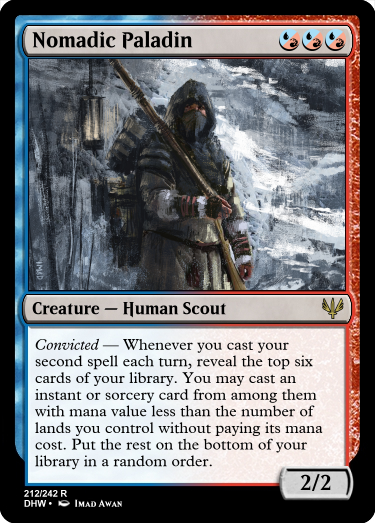 Nomadic Paladin
Creature — Human Scout
Convicted — Whenever you cast your
second spell each turn, reveal the top six
cards of your library. You may cast an
instant or sorcery card from among them
with mana value less than the number of
lands you control without paying its mana
cost. Put the rest on the bottom of your
library in a random order.
2/2
212/242 R
DHW • Imad Awan